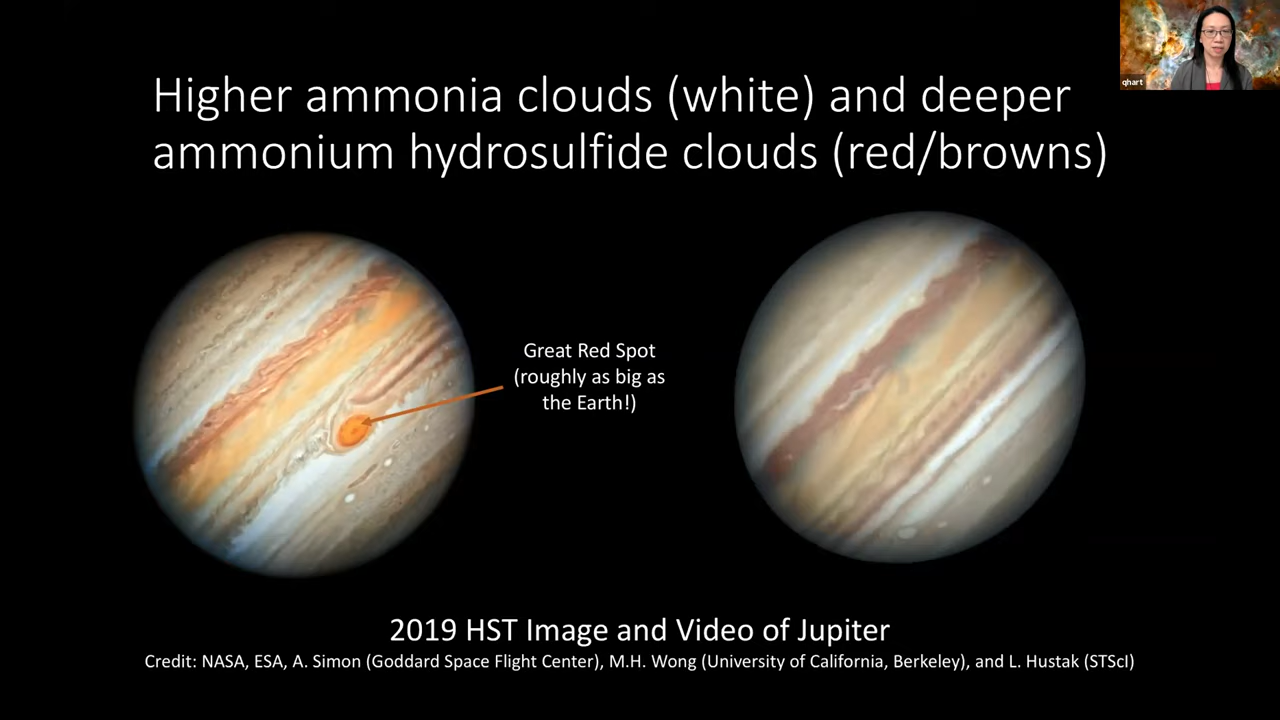 qhart
Higher ammonia clouds (white) and deeper
ammonium hydrosulfide clouds (red/browns)
Great Red Spot
(roughly as big as
the Earth!)
2019 HST Image and Video of Jupiter
Credit: NASA, ESA, A. Simon (Goddard Space Flight Center), M.H. Wong (University of California, Berkeley), and L. Hustak (STScI)